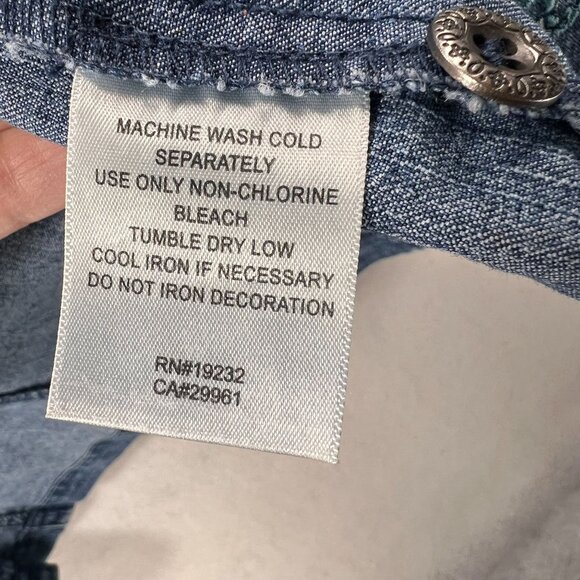 MACHINE WASH COLD
SEPARATELY
USE ONLY NON-CHLORINE
BLEACH
TUMBLE DRY LOW
COOL IRON IF NECESSARY
DO NOT IRON DECORATION
RN#19232
CA#29961